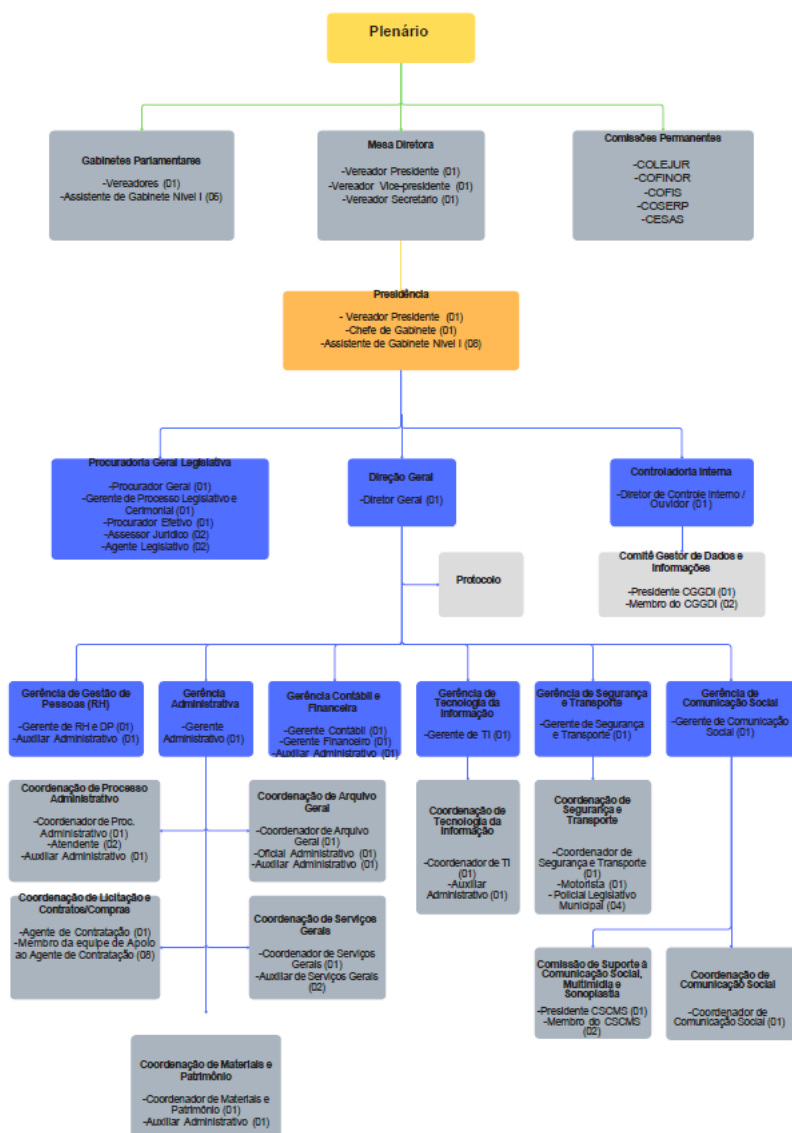 Plenário
Gabinetes Parlamentares
-Vereadores (01)
-Assistente de Gabinete Nível I (06)
Mesa Diretora
-Vereador Presidente (01)
-Vereador Vice-presidente (01)
-Vereador Secretário (01)
Comissões Permanentes
-COLEJUR
-COFINOR
-COFIS
-COSERP
-CESAS
Presidência
- Vereador Presidente (01)
-Chefe de Gabinete (01)
-Assistente de Gabinete Nível I (06)
Procuradoria Geral Legislativa
-Procurador Geral (01)
-Gerente de Processo Legislativo e
Cerimonial (01)
-Procurador Efetivo (01)
-Assessor Jurídico (02)
-Agente Legislativo (02)
Direção Geral
-Diretor Geral (01)
Controladoria Interna
-Diretor de Controle Interno /
Ouvidor (01)
Protocolo
Comitê Gestor de Dados e
Informações
-Presidente CGGDI (01)
-Membro do CGGDI (02)
Gerência de Gestão de
Pessoas (RH)
-Gerente de RH e DP (01)
-Auxiliar Administrativo (01)
Gerência
Administrativa
-Gerente
Administrativo (01)
Gerência Contábil e
Financeira
-Gerente Contábil (01)
-Gerente Financeiro (01)
-Auxiliar Administrativo (01)
Gerência de
Tecnologia da
Informação
-Gerente de TI (01)
Gerência de Segurança
e Transporte
-Gerente de Segurança
e Transporte (01)
Gerência de
Comunicação Social
-Gerente de Comunicação
Social (01)
Coordenação de Processo
Administrativo
-Coordenador de Proc.
Administrativo (01)
-Atendente (02)
-Auxiliar Administrativo (01)
Coordenação de Arquivo
Geral
-Coordenador de Arquivo
Geral (01)
-Oficial Administrativo (01)
-Auxiliar Administrativo (01)
Coordenação de
Tecnologia da
Informação
-Coordenador de TI
(01)
-Auxiliar
Administrativo (01)
Coordenação de
Segurança e
Transporte
-Coordenador de
Segurança e Transporte
(01)
-Motorista (01)
-Policial Legislativo
Municipal (04)
Coordenação de Licitação e
Contratos/Compras
-Agente de Contratação (01)
-Membro da equipe de Apoio
ao Agente de Contratação (08)
Coordenação de Serviços
Gerais
-Coordenador de Serviços
Gerais (01)
-Auxiliar de Serviços Gerais
(02)
Comissão de Suporte à
Comunicação Social,
Multimídia e
Sonoplastia
-Presidente CSCMS (01)
-Membro do CSCMS
(02)
Coordenação de
Comunicação Social
-Coordenador de
Comunicação Social (01)
Coordenação de Materiais e
Patrimônio
-Coordenador de Materiais e
Patrimônio (01)
-Auxiliar Administrativo (01)